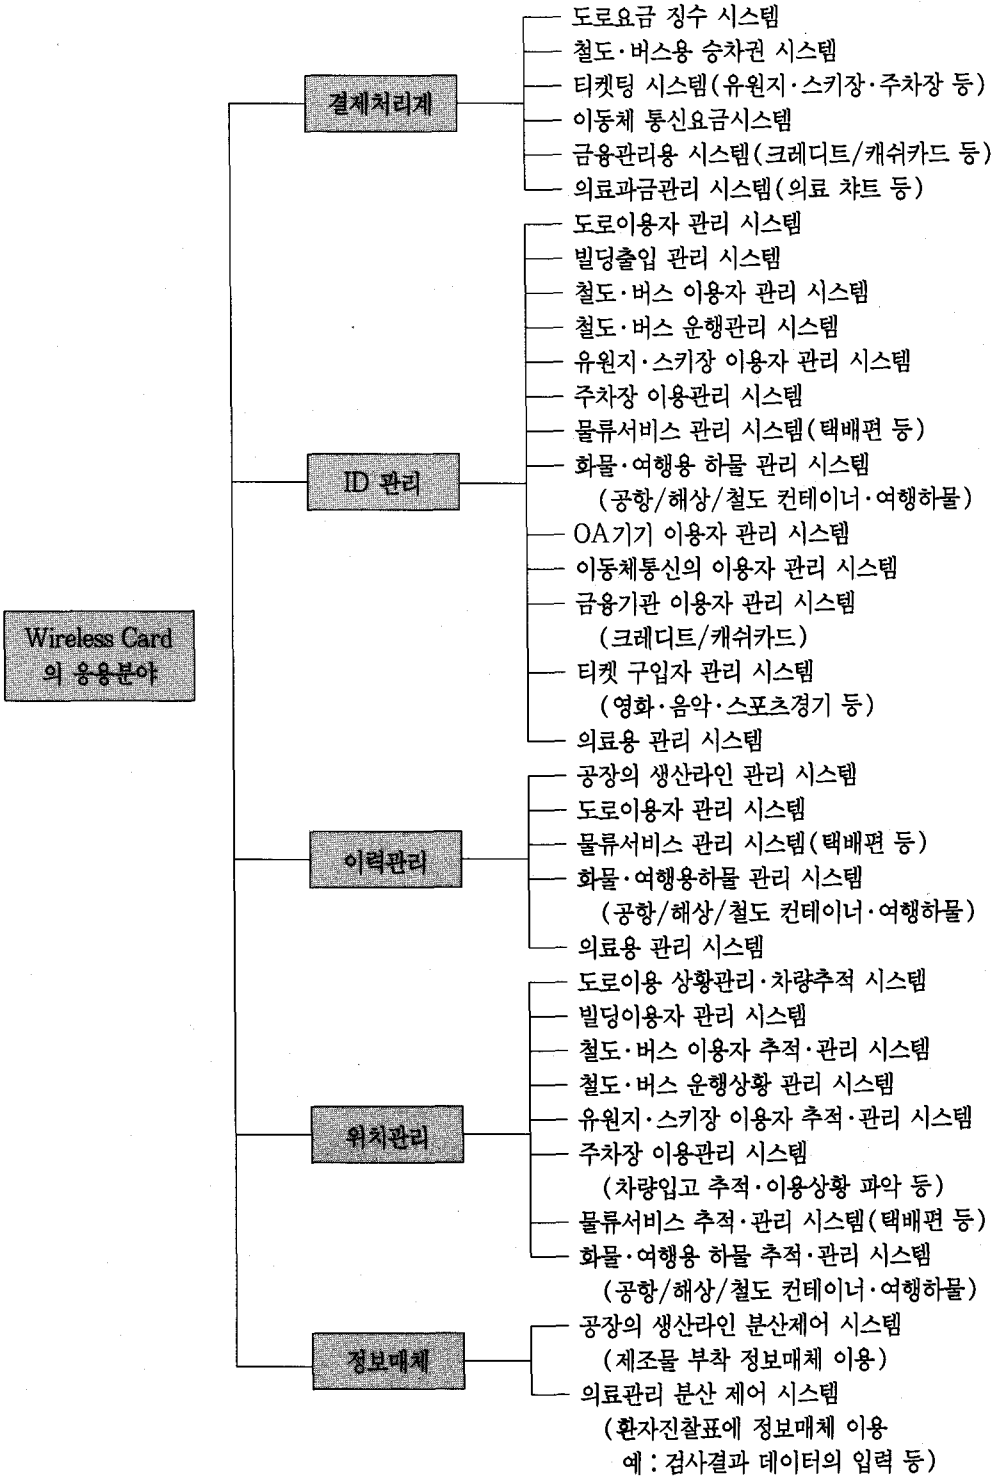 Wireless Card
의 응용분야
결제처리계
도로요금 징수 시스템
철도·버스용 승차권 시스템
티켓팅 시스템(유원지·스키장·주차장 등)
이동체 통신요금시스템
금융관리용 시스템(크레디트/캐쉬카드 등)
의료과금관리 시스템(의료 챠트 등)
ID 관리
도로이용자 관리 시스템
빌딩출입 관리 시스템
철도·버스 이용자 관리 시스템
철도·버스 운행관리 시스템
유원지·스키장 이용자 관리 시스템
주차장 이용관리 시스템
물류서비스 관리 시스템(택배편 등)
화물·여행용 하물 관리 시스템
(공항/해상/철도 컨테이너·여행하물)
OA기기 이용자 관리 시스템
이동체통신의 이용자 관리 시스템
금융기관 이용자 관리 시스템
(크레디트/캐쉬카드)
티켓 구입자 관리 시스템
(영화·음악·스포츠경기 등)
의료용 관리 시스템
이력관리
공장의 생산라인 관리 시스템
도로이용자 관리 시스템
물류서비스 관리 시스템(택배편 등)
화물·여행용하물 관리 시스템
(공항/해상/철도 컨테이너·여행하물)
의료용 관리 시스템
위치관리
도로이용 상황관리·차량추적 시스템
빌딩이용자 관리 시스템
철도·버스 이용자 추적·관리 시스템
철도·버스 운행상황 관리 시스템
유원지·스키장 이용자 추적·관리 시스템
주차장 이용관리 시스템
(차량입고 추적·이용상황 파악 등)
물류서비스 추적·관리 시스템(택배편 등)
화물·여행용 하물 추적·관리 시스템
(공항/해상/철도 컨테이너·여행하물)
정보매체
공장의 생산라인 분산제어 시스템
(제조물 부착 정보매체 이용)
의료관리 분산 제어 시스템
(환자진찰표에 정보매체 이용
예 : 검사결과 데이터의 입력 등)